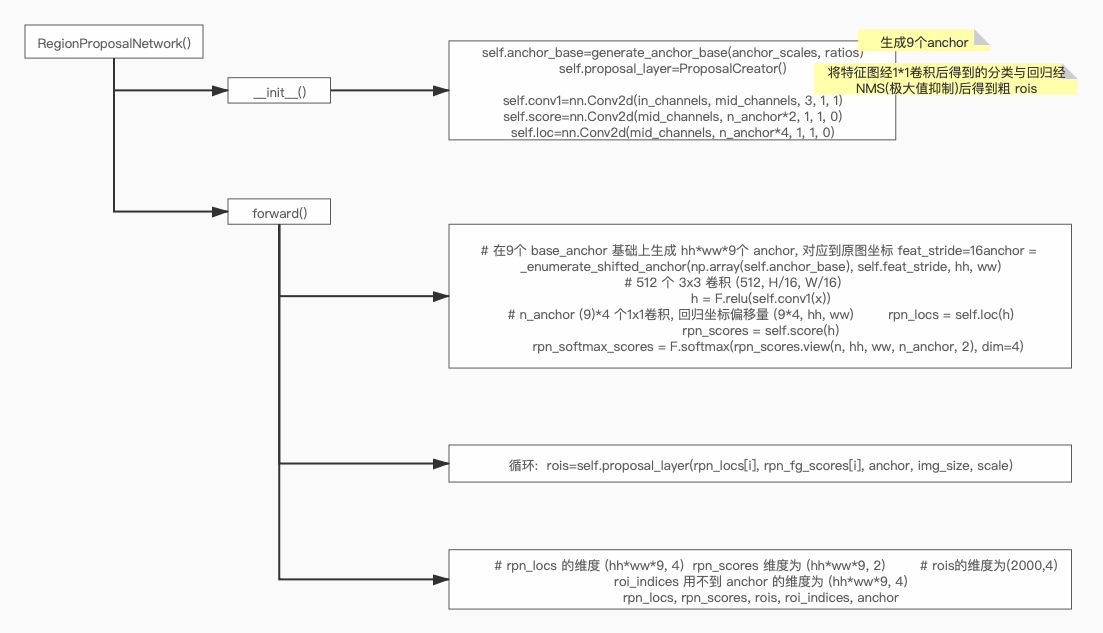 RegionProposalNetwork()
__init__()
self.anchor_base=generate_anchor_base(anchor_scales, ratios)
self.proposal_layer=ProposalCreator()
self.conv1=nn.Conv2d(in_channels, mid_channels, 3, 1, 1)
self.score=nn.Conv2d(mid_channels, n_anchor*2, 1, 1, 0)
self.loc=nn.Conv2d(mid_channels, n_anchor*4, 1, 1, 0)
生成9个anchor
将特征图经1*1卷积后得到的分类与回归经
NMS(极大值抑制)后得到粗 rois
forward()
# 在9个 base_anchor 基础上生成 hh*ww*9个 anchor, 对应到原图坐标 feat_stride=16anchor =
_enumerate_shifted_anchor(np.array(self.anchor_base), self.feat_stride, hh, ww)
# 512 个 3x3 卷积 (512, H/16, W/16)
h = F.relu(self.conv1(x))
# n_anchor (9)*4 个1x1卷积, 回归坐标偏移量 (9*4, hh, ww) rpn_locs = self.loc(h)
rpn_scores = self.score(h)
rpn_softmax_scores = F.softmax(rpn_scores.view(n, hh, ww, n_anchor, 2), dim=4)
循环: rois=self.proposal_layer(rpn_locs[i], rpn_fg_scores[i], anchor, img_size, scale)
# rpn_locs 的维度 (hh*ww*9, 4) rpn_scores 维度为 (hh*ww*9, 2) # rois的维度为(2000,4)
roi_indices 用不到 anchor 的维度为 (hh*ww*9, 4)
rpn_locs, rpn_scores, rois, roi_indices, anchor